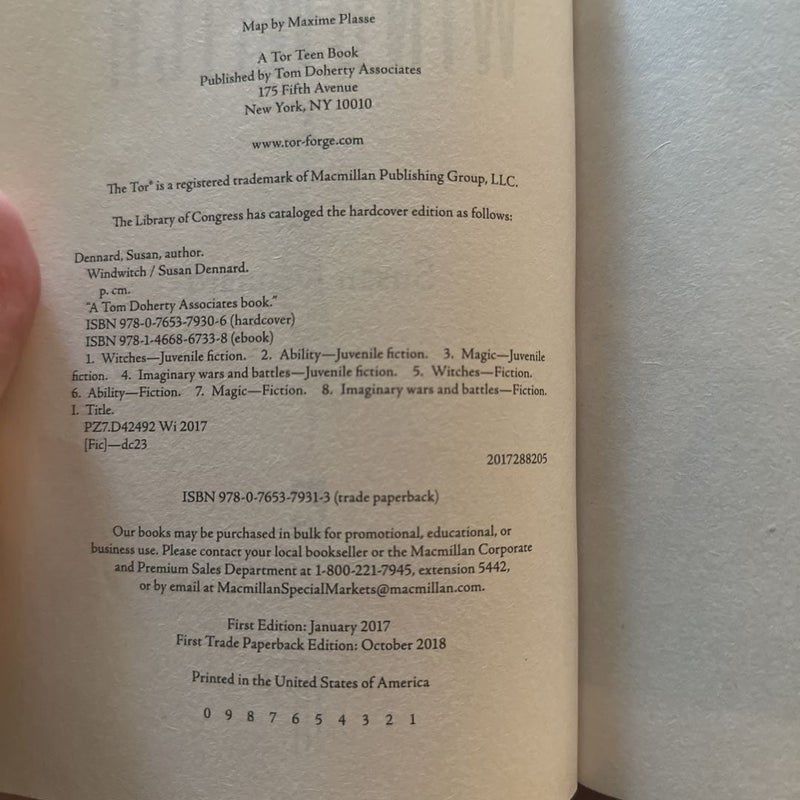 Map by Maxime Plasse
A Tor Teen Book
Published by Tom Doherty Associates
175 Fifth Avenue
New York, NY 10010
www.tor-forge.com
The Tor® is a registered trademark of Macmillan Publishing Group, LLC.
The Library of Congress has cataloged the hardcover edition as follows:
Dennard, Susan, author.
Windwitch / Susan Dennard.
p. cm.
"A Tom Doherty Associates book."
ISBN 978-0-7653-7930-6 (hardcover)
ISBN 978-1-4668-6733-8 (ebook)
1. Witches—Juvenile fiction. 2. Ability—Juvenile fiction. 3. Magic—Juvenile
fiction. 4. Imaginary wars and battles—Juvenile fiction. 5. Witches—Fiction.
6. Ability—Fiction. 7. Magic—Fiction. 8. Imaginary wars and battles—Fiction.
I. Title.
PZ7.D42492 Wi 2017
[Fic]—dc23
2017288205
ISBN 978-0-7653-7931-3 (trade paperback)
Our books may be purchased in bulk for promotional, educational, or
business use. Please contact your local bookseller or the Macmillan Corporate
and Premium Sales Department at 1-800-221-7945, extension 5442,
or by email at MacmillanSpecialMarkets@macmillan.com.
First Edition: January 2017
First Trade Paperback Edition: October 2018
Printed in the United States of America
0 9 8 7 6 5 4 3 2 1